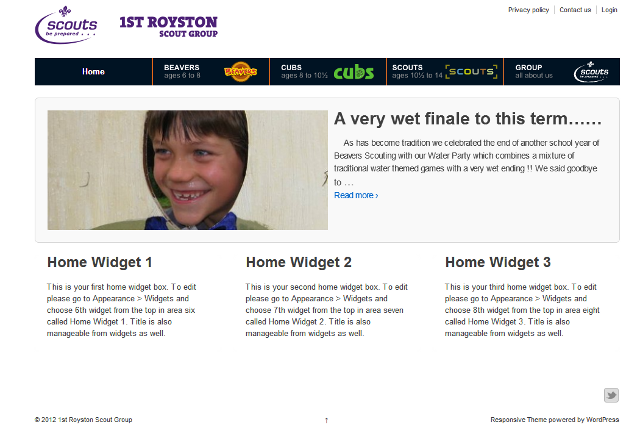 Privacy policy Contact us Login
scouts
be prepared . . .
1ST ROYSTON
SCOUT GROUP
Home
BEAVERS
ages 6 to 8
BEAVERS
CUBS
ages 8 to 10½
cubs
SCOUTS
ages 10½ to 14
SCOUTS
GROUP
all about us
scouts
be prepared . . .
A very wet finale to this term……
As has become tradition we celebrated the end of another school year of
Beavers Scouting with our Water Party which combines a mixture of
traditional water themed games with a very wet ending !! We said goodbye
to …
Read more ›
Home Widget 1
This is your first home widget box. To edit
please go to Appearance > Widgets and
choose 6th widget from the top in area six
called Home Widget 1. Title is also
manageable from widgets as well.
Home Widget 2
This is your second home widget box. To edit
please go to Appearance > Widgets and
choose 7th widget from the top in area seven
called Home Widget 2. Title is also
manageable from widgets as well.
Home Widget 3
This is your third home widget box. To edit
please go to Appearance > Widgets and
choose 8th widget from the top in area eight
called Home Widget 3. Title is also
manageable from widgets as well.
© 2012 1st Royston Scout Group
↑
Responsive Theme powered by WordPress